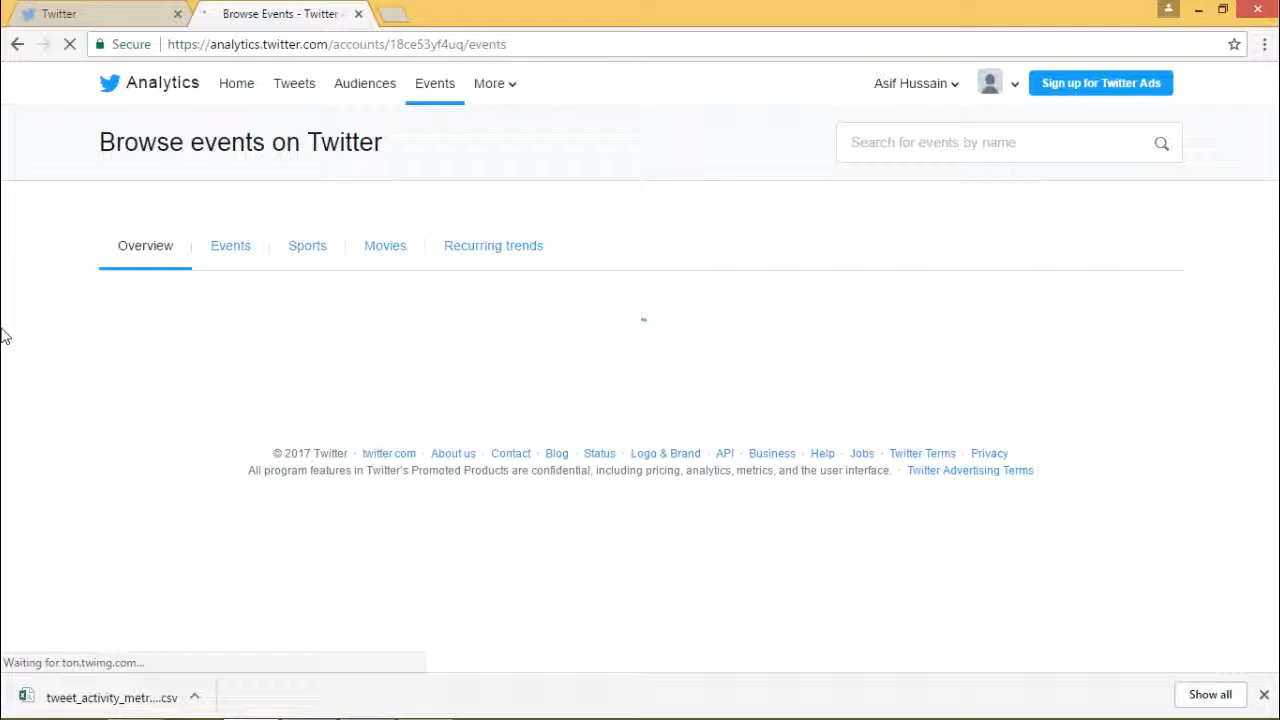 Twitter
Browse Events - Twitter
Secure https://analytics.twitter.com/accounts/18ce53yf4uq/events
Analytics Home Tweets Audiences Events More Asif Hussain Sign up for Twitter Ads
Browse events on Twitter
Search for events by name
Overview Events Sports Movies Recurring trends
© 2017 Twitter · twitter.com · About us · Contact · Blog · Status · Logo & Brand · API · Business · Help · Jobs · Twitter Terms · Privacy
All program features in Twitter's Promoted Products are confidential, including pricing, analytics, metrics, and the user interface. · Twitter Advertising Terms
Waiting for ton.twimg.com...
tweet_activity_metr....csv
Show all